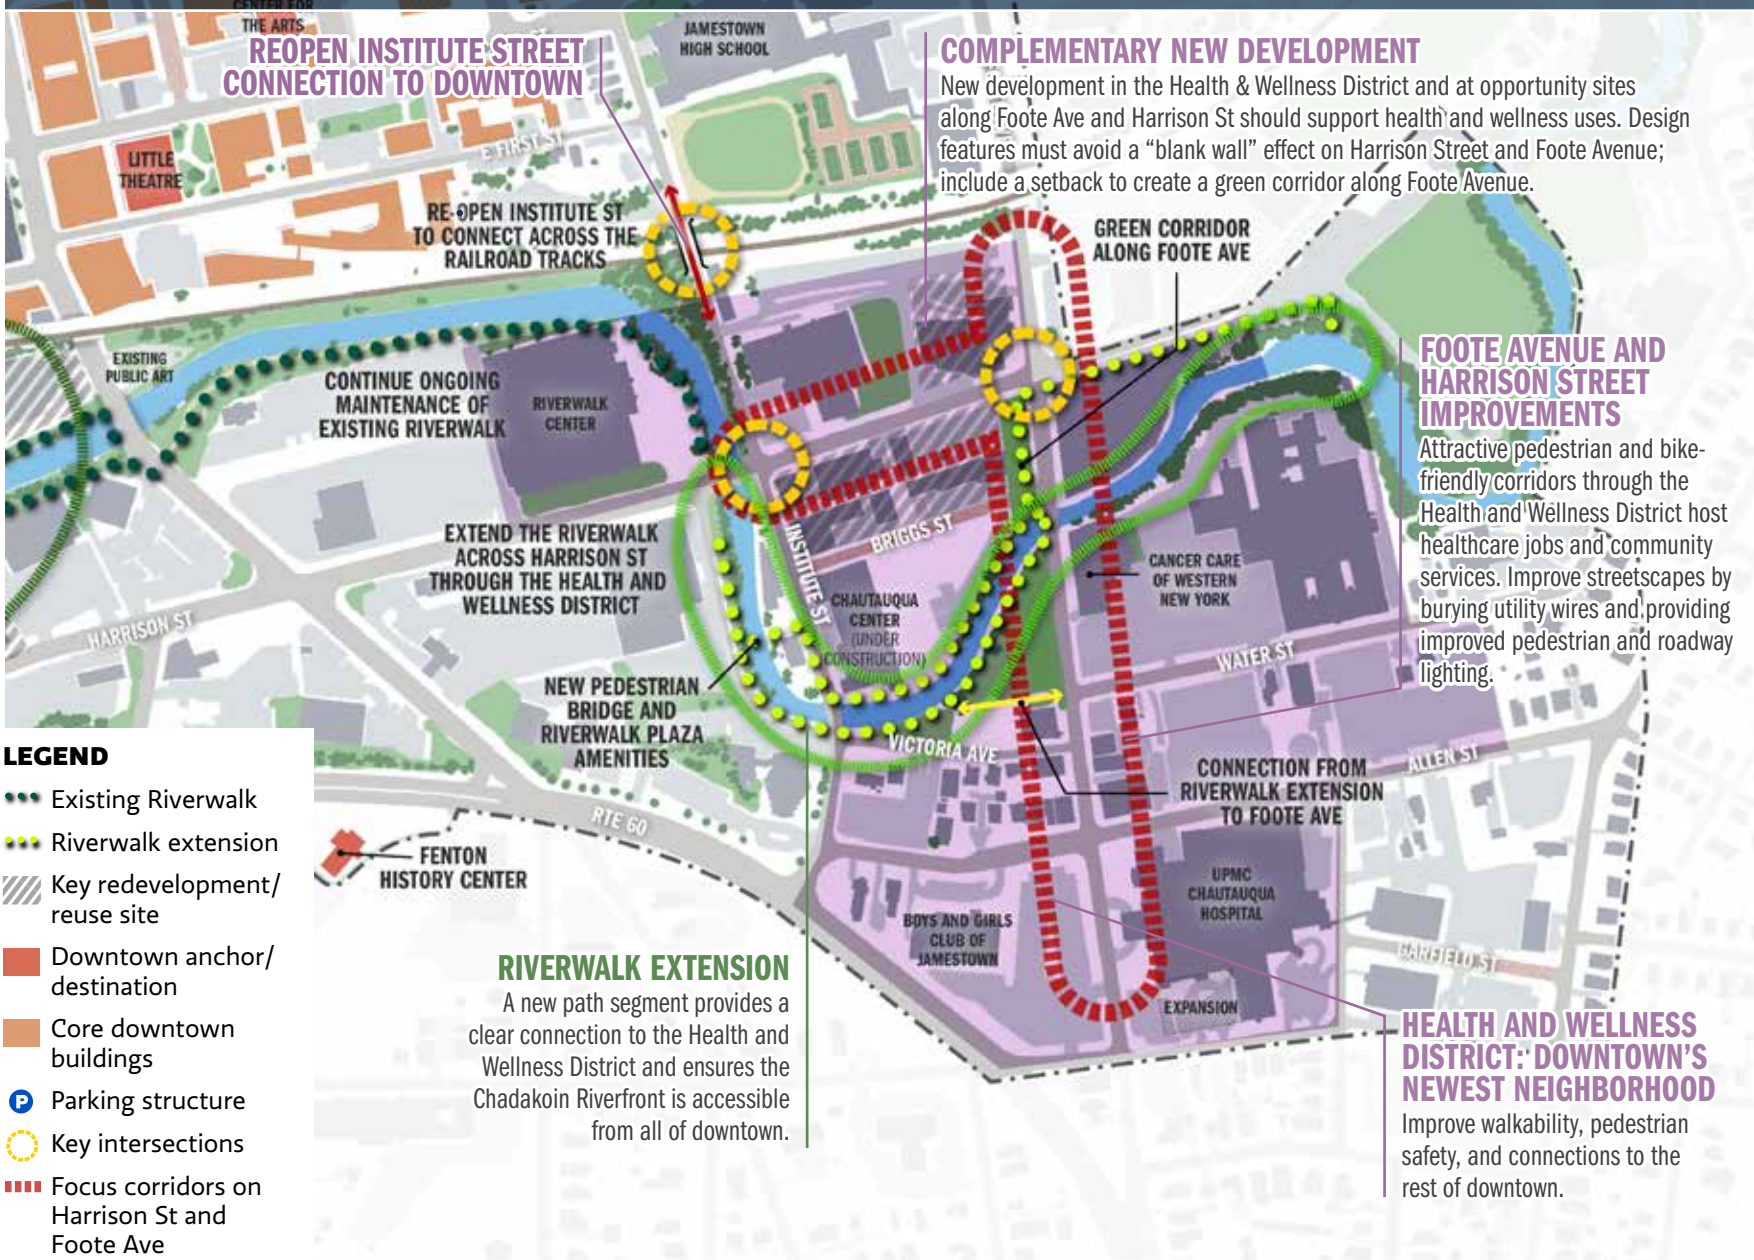 CENTER FOR
THE ARTS
REOPEN INSTITUTE STREET
CONNECTION TO DOWNTOWN
JAMESTOWN
HIGH SCHOOL
COMPLEMENTARY NEW DEVELOPMENT
New development in the Health & Wellness District and at opportunity sites
along Foote Ave and Harrison St should support health and wellness uses. Design
features must avoid a “blank wall” effect on Harrison Street and Foote Avenue;
include a setback to create a green corridor along Foote Avenue.
LITTLE
THEATRE
E FIRST ST
RE-OPEN INSTITUTE ST
TO CONNECT ACROSS THE
RAILROAD TRACKS
GREEN CORRIDOR
ALONG FOOTE AVE
EXISTING
PUBLIC ART
CONTINUE ONGOING
MAINTENANCE OF
EXISTING RIVERWALK
RIVERWALK
CENTER
FOOTE AVENUE AND
HARRISON STREET
IMPROVEMENTS
Attractive pedestrian and bike-
friendly corridors through the
Health and Wellness District host
healthcare jobs and community
services. Improve streetscapes by
burying utility wires and providing
improved pedestrian and roadway
lighting.
EXTEND THE RIVERWALK
ACROSS HARRISON ST
THROUGH THE HEALTH AND
WELLNESS DISTRICT
INSTITUTE ST
BRIGGS ST
CANCER CARE
OF WESTERN
NEW YORK
CHAUTAUQUA
CENTER
(UNDER
CONSTRUCTION)
HARRISON ST
WATER ST
NEW PEDESTRIAN
BRIDGE AND
RIVERWALK PLAZA
AMENITIES
VICTORIA AVE
ALLEN ST
CONNECTION FROM
RIVERWALK EXTENSION
TO FOOTE AVE
RTE 60
FENTON
HISTORY CENTER
UPMC
CHAUTAUQUA
HOSPITAL
BOYS AND GIRLS
CLUB OF
JAMESTOWN
GARFIELD ST
EXPANSION
RIVERWALK EXTENSION
A new path segment provides a
clear connection to the Health and
Wellness District and ensures the
Chadakoin Riverfront is accessible
from all of downtown.
HEALTH AND WELLNESS
DISTRICT: DOWNTOWN’S
NEWEST NEIGHBORHOOD
Improve walkability, pedestrian
safety, and connections to the
rest of downtown.
LEGEND
Existing Riverwalk
Riverwalk extension
Key redevelopment/
reuse site
Downtown anchor/
destination
Core downtown
buildings
P Parking structure
Key intersections
Focus corridors on
Harrison St and
Foote Ave